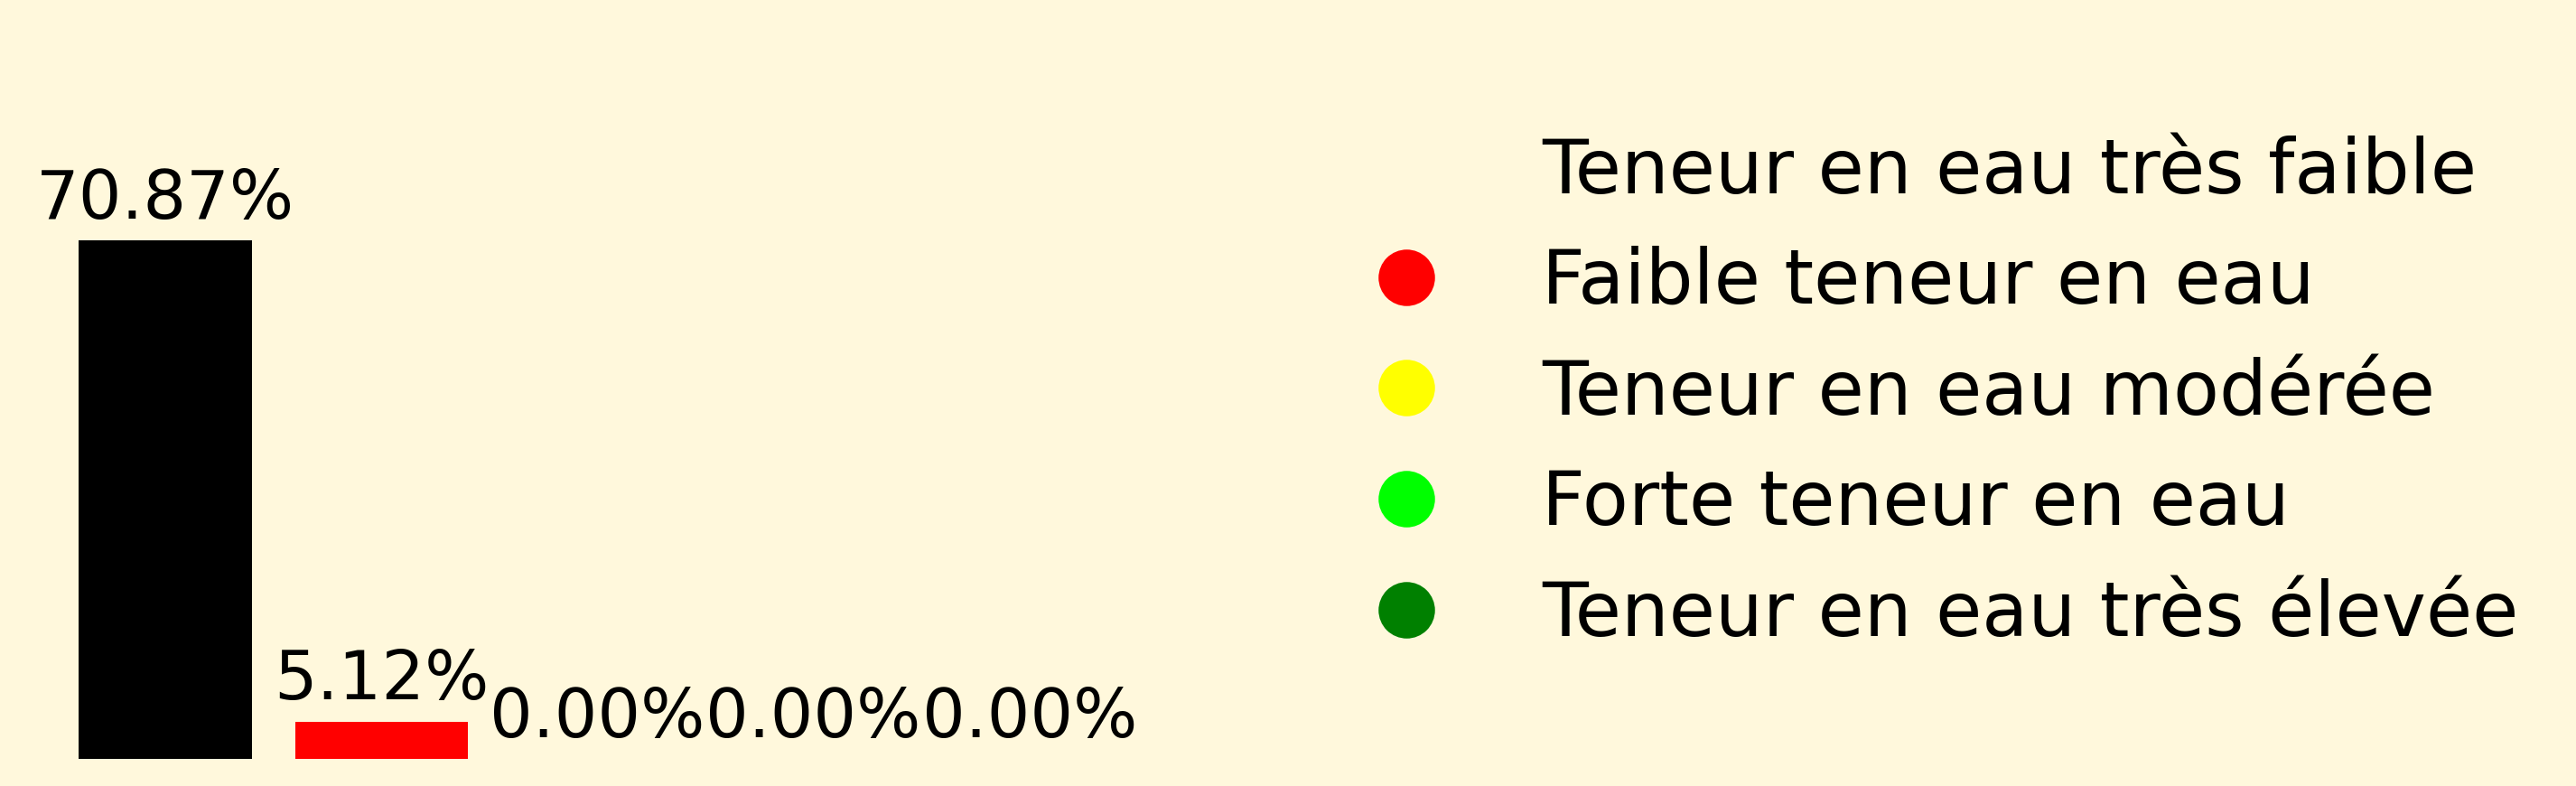 70.87%
5.12%
0.00%
0.00%
0.00%
Teneur en eau très faible
Faible teneur en eau
Teneur en eau modérée
Forte teneur en eau
Teneur en eau très élevée